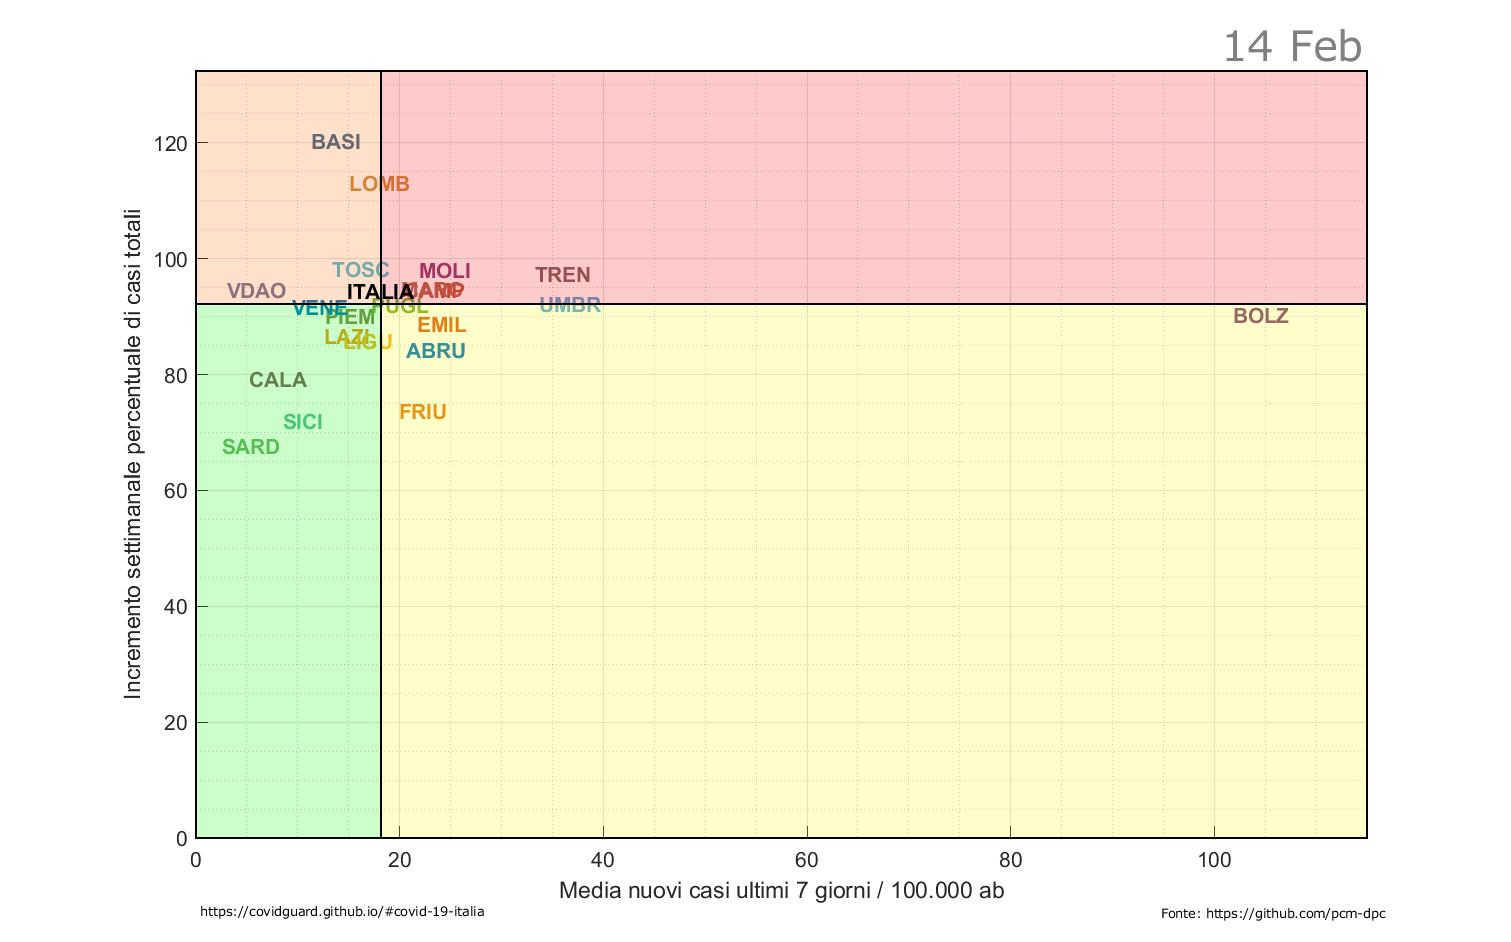 14 Feb
Incremento settimanale percentuale di casi totali
120
100
80
60
40
20
0
BASI
LOMB
TOSC
MOLI
TREN
VDAO
ITALIA
CAMP
VENE
PUGL
UMBR
PIEM
BOLZ
EMIL
LAZI
LIGU
ABRU
CALA
FRIU
SICI
SARD
0 20 40 60 80 100
Media nuovi casi ultimi 7 giorni / 100.000 ab
https://covidguard.github.io/#covid-19-italia
Fonte: https://github.com/pcm-dpc